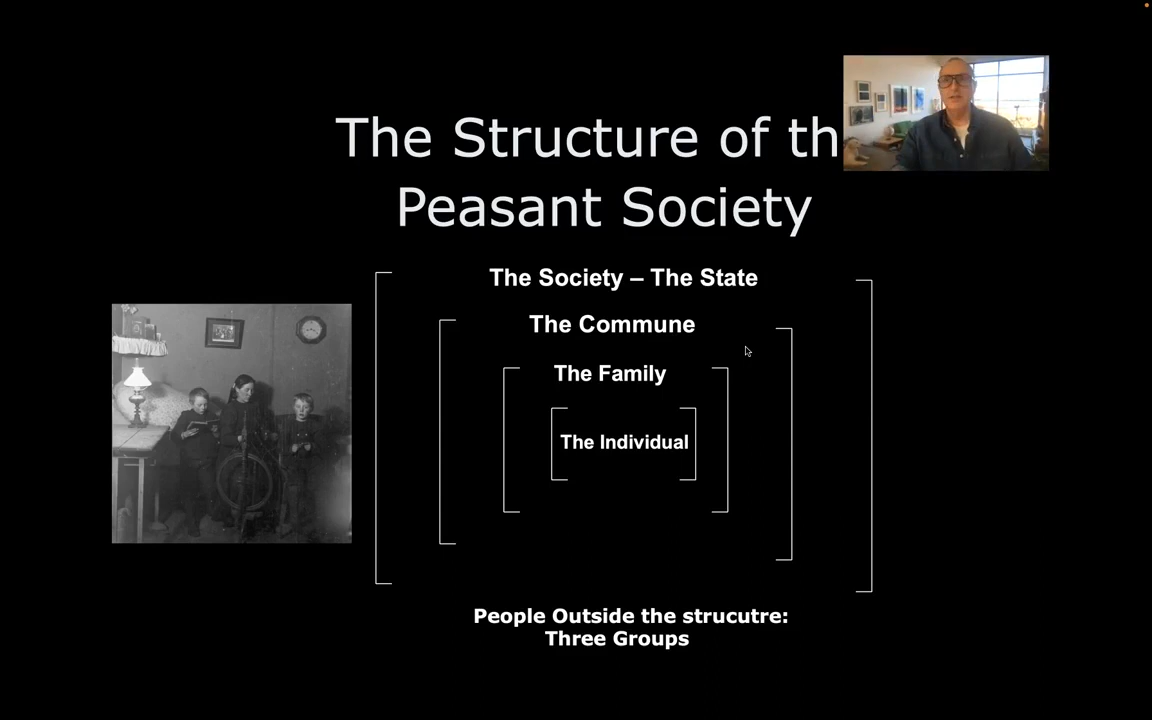 The Structure of th
Peasant Society
The Society – The State
The Commune
The Family
The Individual
People Outside the strucutre:
Three Groups